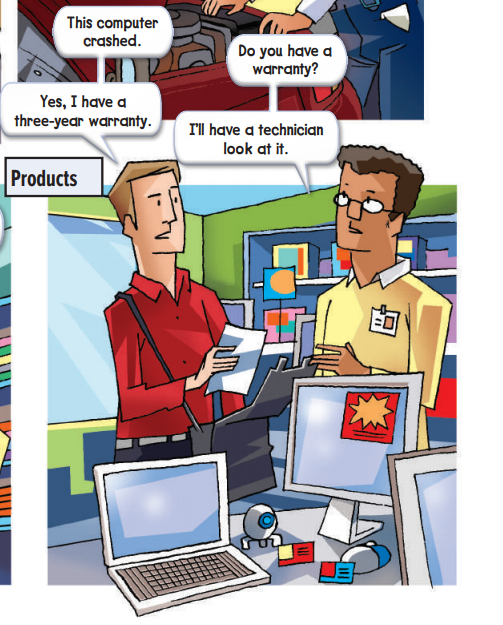 This computer
crashed.
Do you have a
warranty?
Yes, I have a
three-year warranty.
I'll have a technician
look at it.
Products